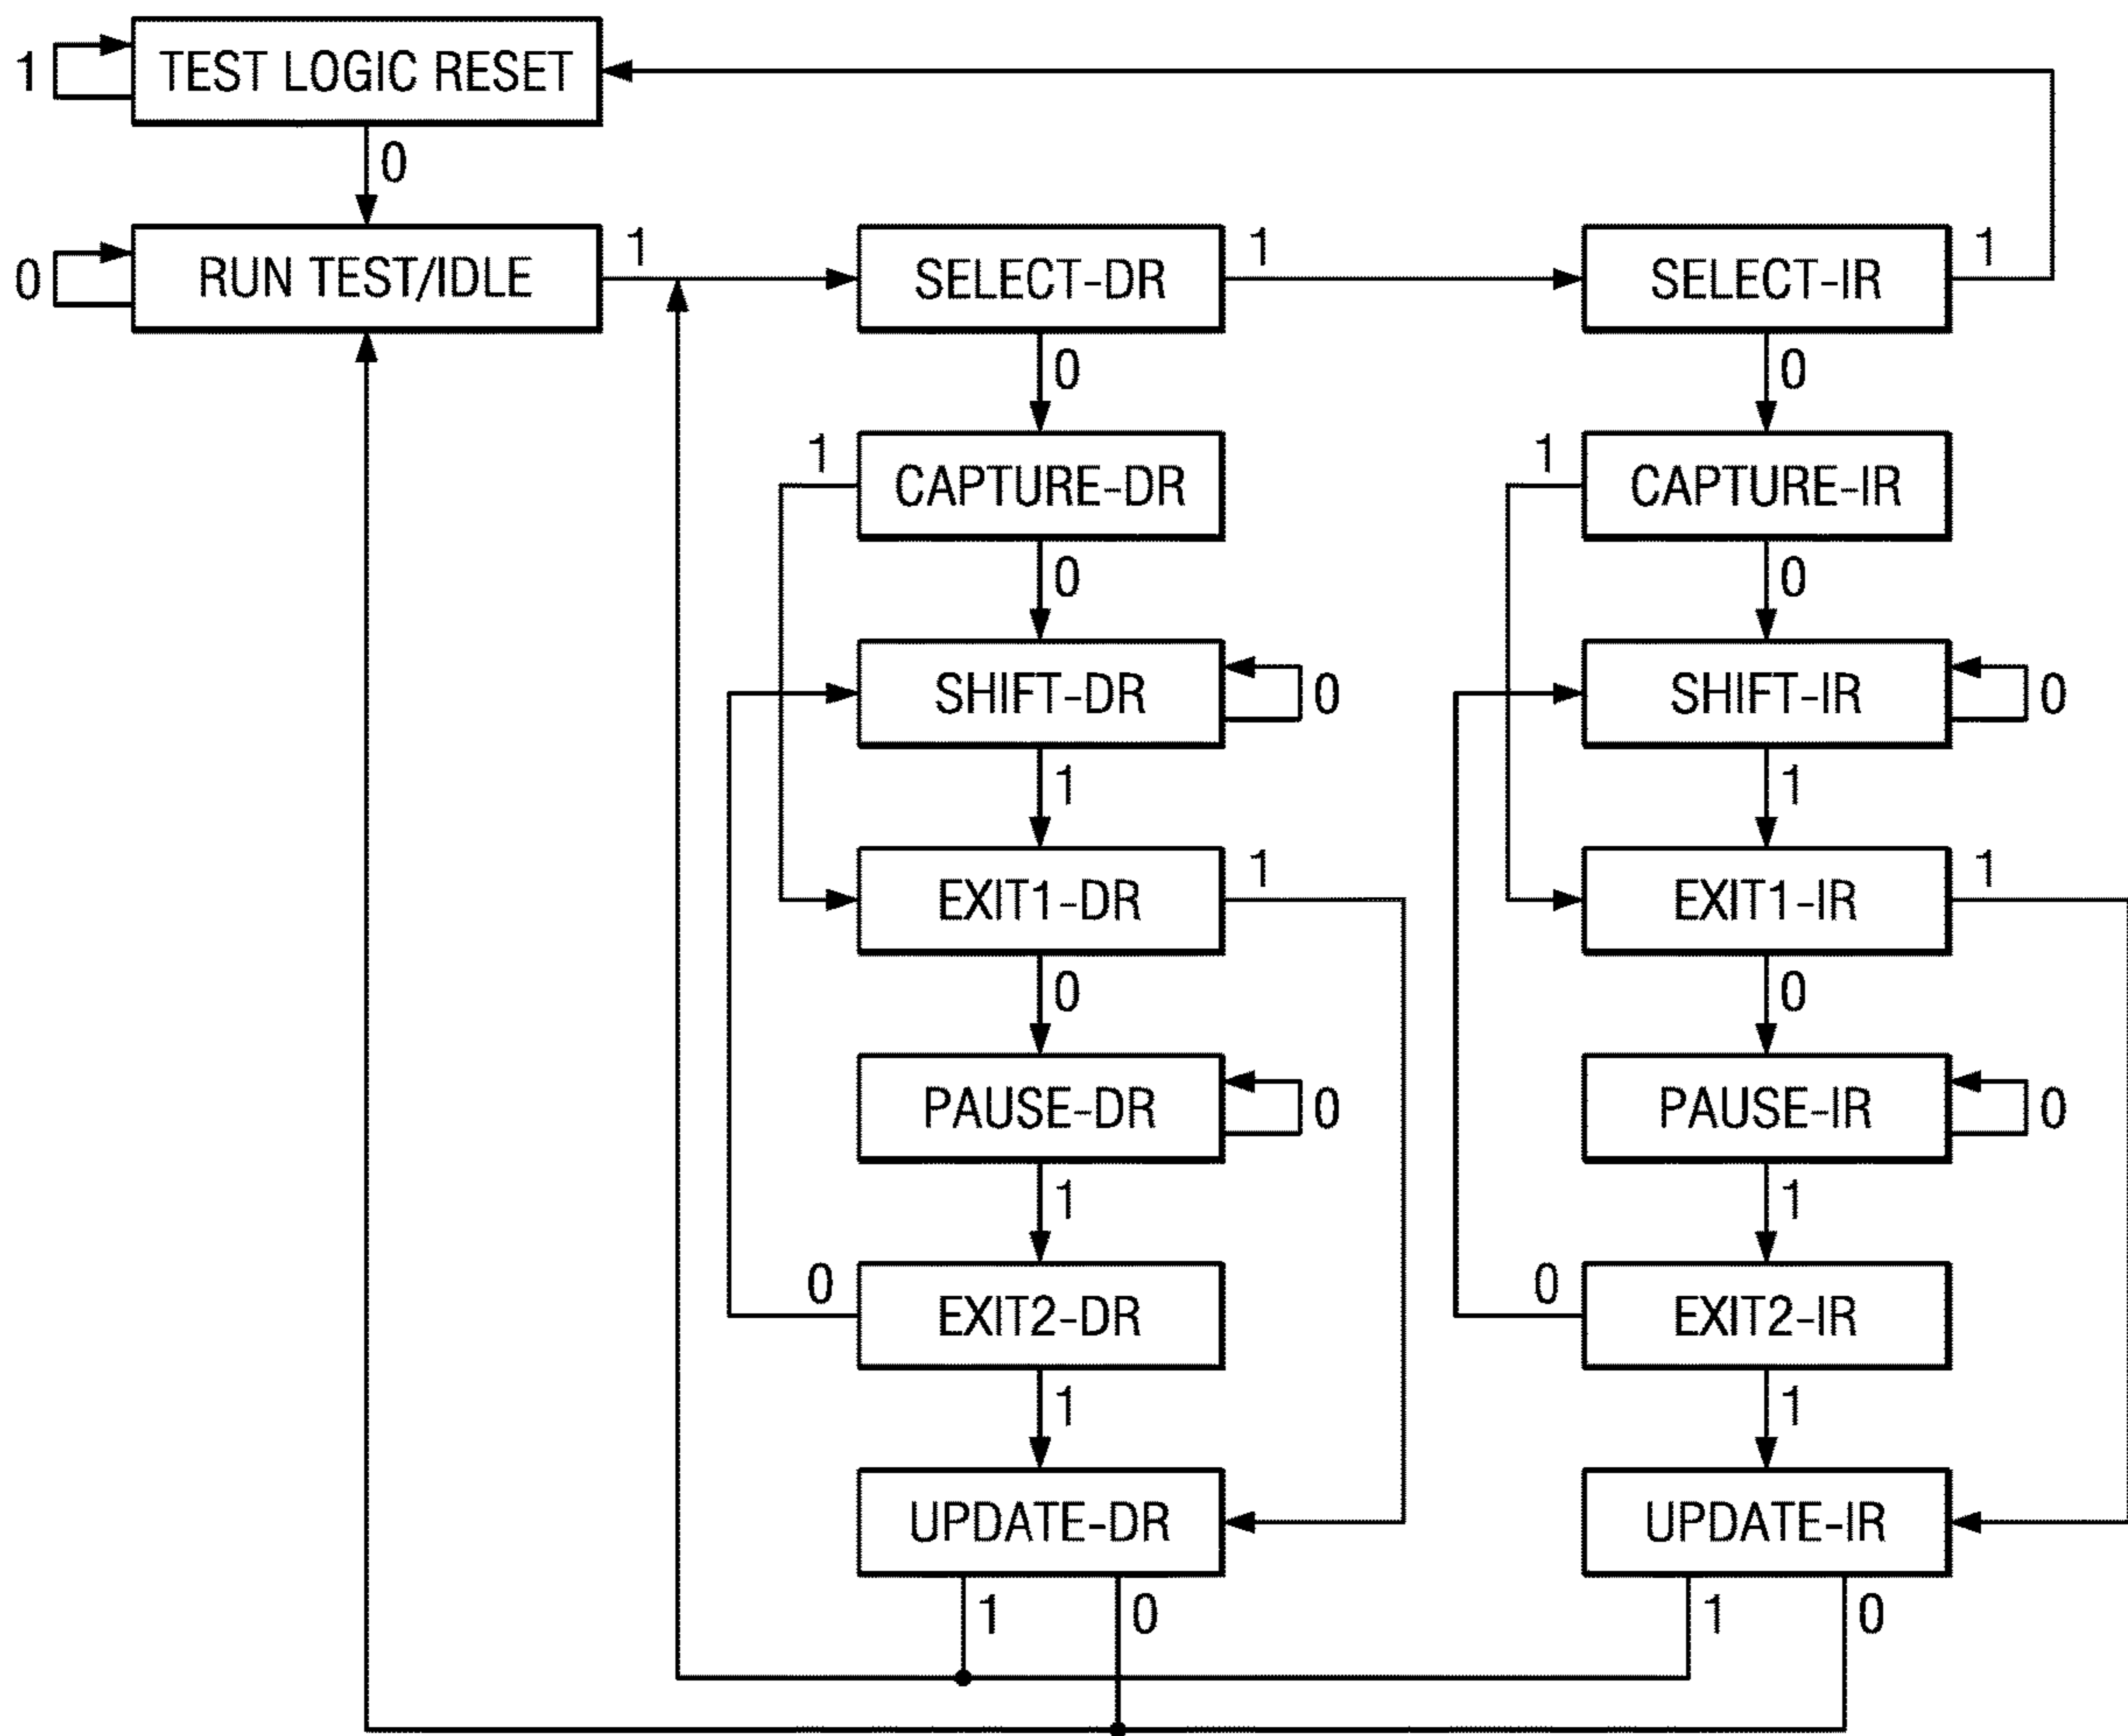 TEST LOGIC RESET
1
0
RUN TEST/IDLE
0
1
SELECT-DR
1
SELECT-IR
1
0
0
1
CAPTURE-DR
1
CAPTURE-IR
0
0
SHIFT-DR
0
SHIFT-IR
0
1
1
EXIT1-DR
1
EXIT1-IR
1
0
0
PAUSE-DR
0
PAUSE-IR
0
1
1
0
EXIT2-DR
0
EXIT2-IR
1
1
UPDATE-DR
UPDATE-IR
1
0
1
0